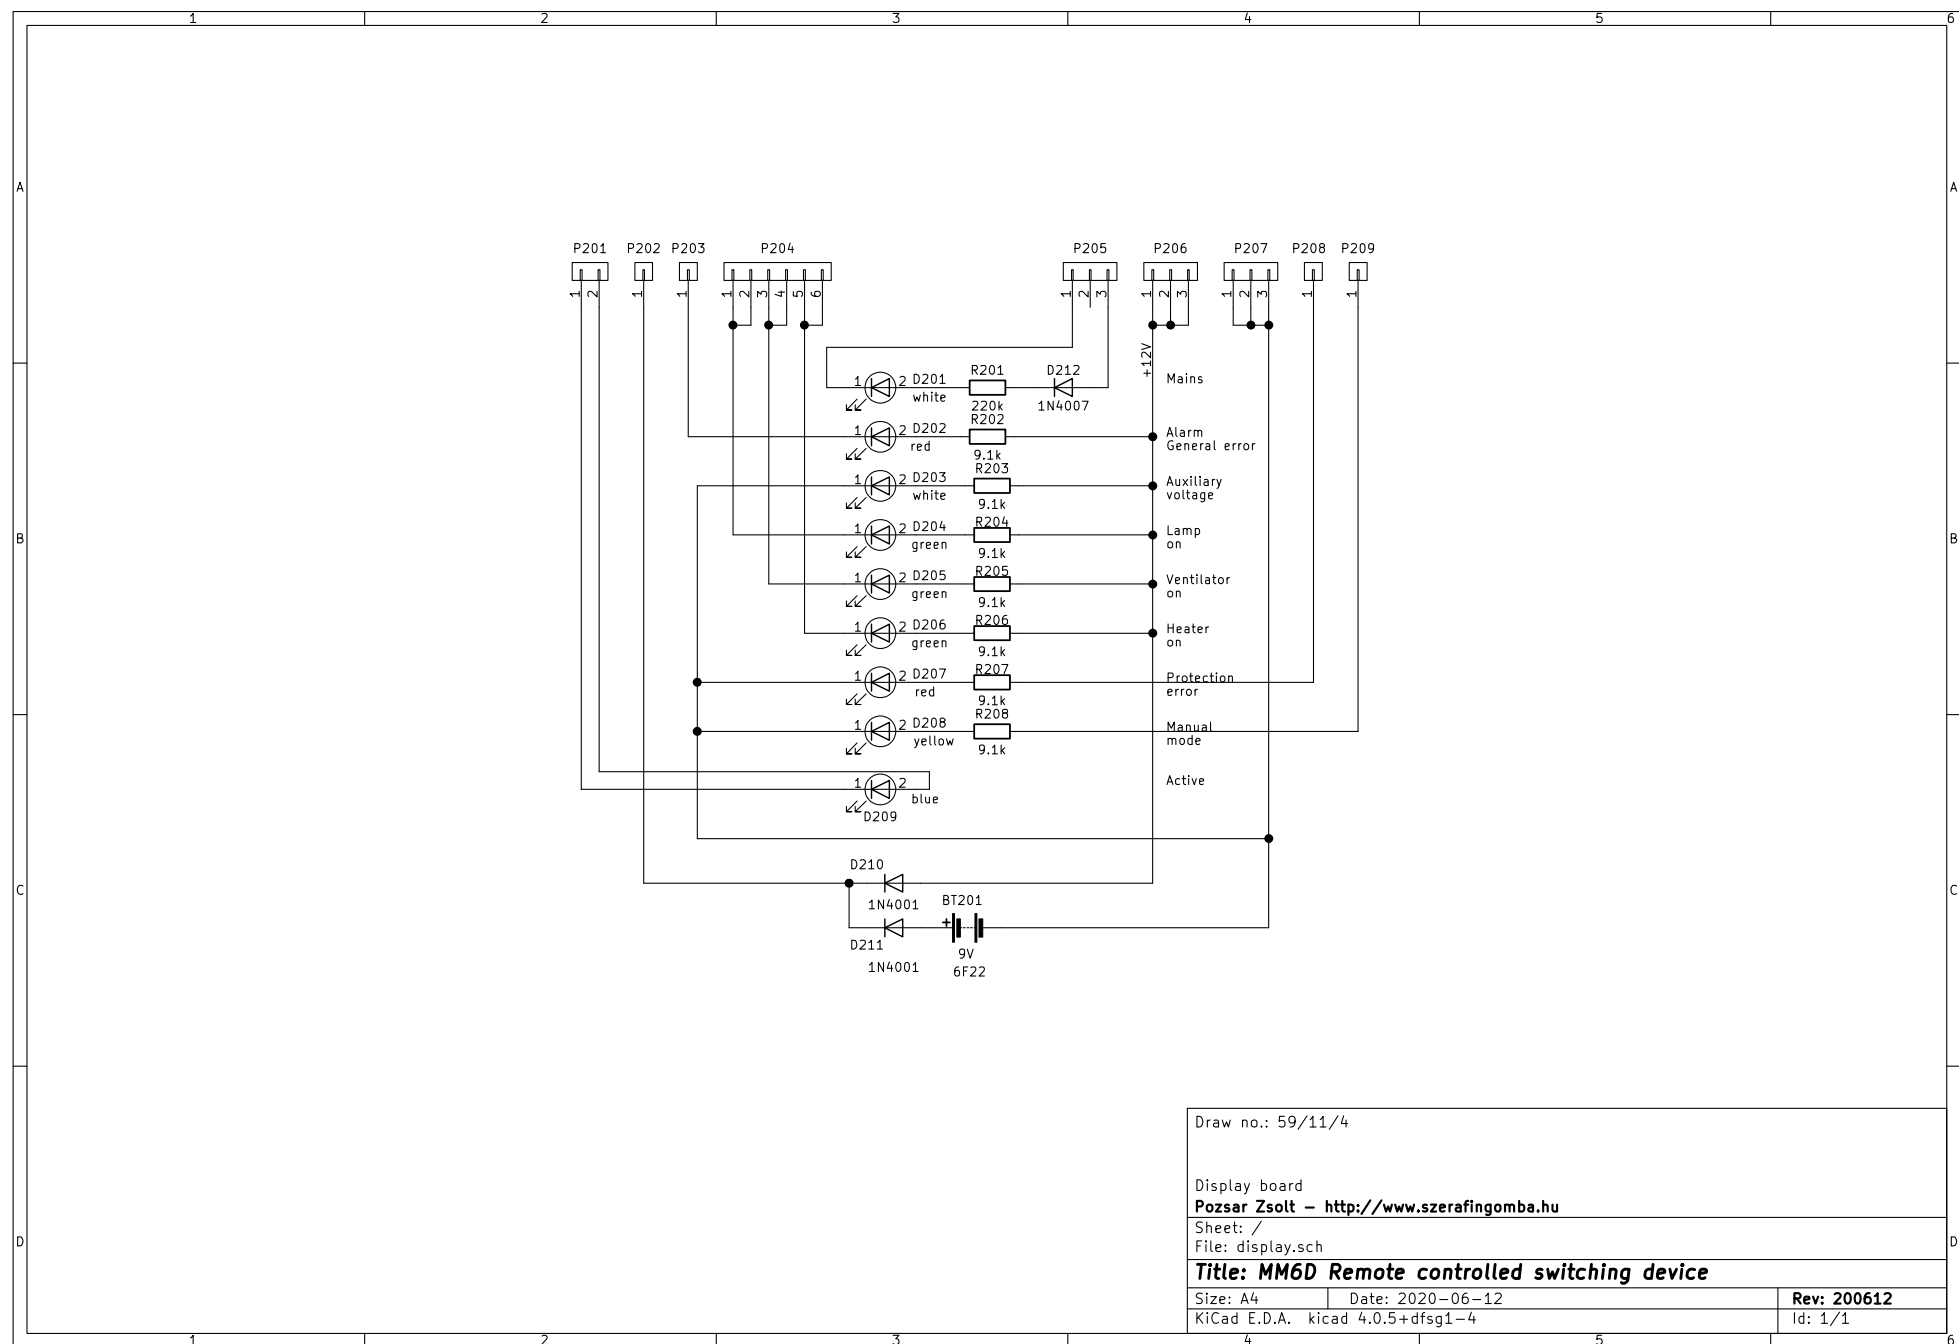 1 2 3 4 5 6
A A
P201 P202 P203 P204 P205 P206 P207 P208 P209
1 2 1 1 1 2 3 4 5 6 1 2 3 1 2 3 1 2 3 1 1
+12V
1 2 D201 R201 D212 Mains
white 220k 1N4007
1 2 D202 R202 Alarm
red General error
9.1k
1 2 D203 R203 Auxiliary
white voltage
9.1k
B B
1 2 D204 R204 Lamp
green on
9.1k
1 2 D205 R205 Ventilator
green on
9.1k
1 2 D206 R206 Heater
green on
9.1k
1 2 D207 R207 Protection
red error
9.1k
1 2 D208 R208 Manual
yellow mode
9.1k
1 2 Active
blue
D209
D210
C C
1N4001 BT201
+
D211 9V
1N4001 6F22
Draw no.: 59/11/4
Display board
Pozsar Zsolt – http://www.szerafingomba.hu
Sheet: /
D D
File: display.sch
Title: MM6D Remote controlled switching device
Size: A4 Date: 2020-06-12 Rev: 200612
KiCad E.D.A. kicad 4.0.5+dfsg1-4 Id: 1/1
1 2 3 4 5 6